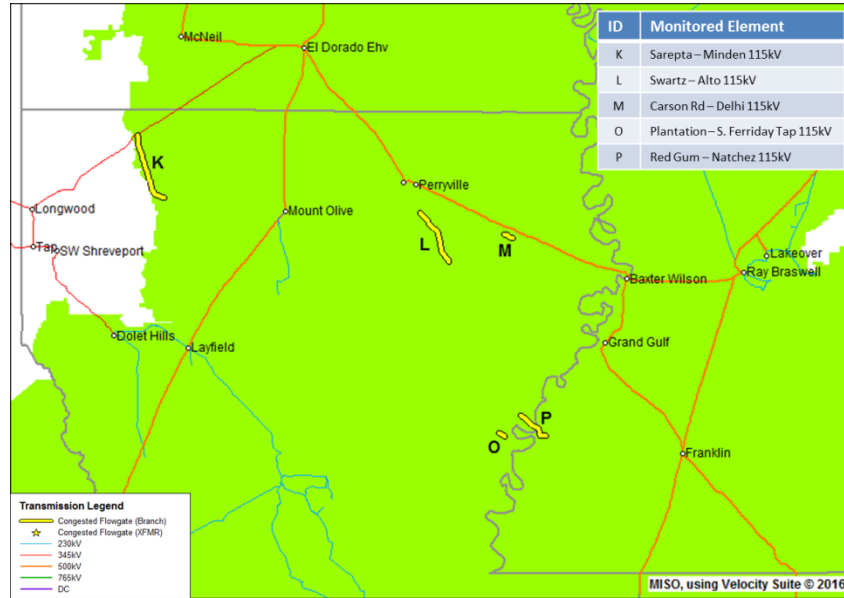 McNeil
El Dorado Ehv
ID Monitored Element
K Sarepta – Minden 115kV
L Swartz – Alto 115kV
M Carson Rd – Delhi 115kV
O Plantation – S. Ferriday Tap 115kV
P Red Gum – Natchez 115kV
K
Perryville
Longwood
Mount Olive
L
M
Tap
SW Shreveport
Lakeover
Ray Braswell
Baxter Wilson
Dolet Hills
Layfield
Grand Gulf
P
O
Franklin
Transmission Legend
Congested Flowgate (Branch)
Congested Flowgate (XFMR)
230kV
345kV
500kV
765kV
DC
MISO, using Velocity Suite © 2016